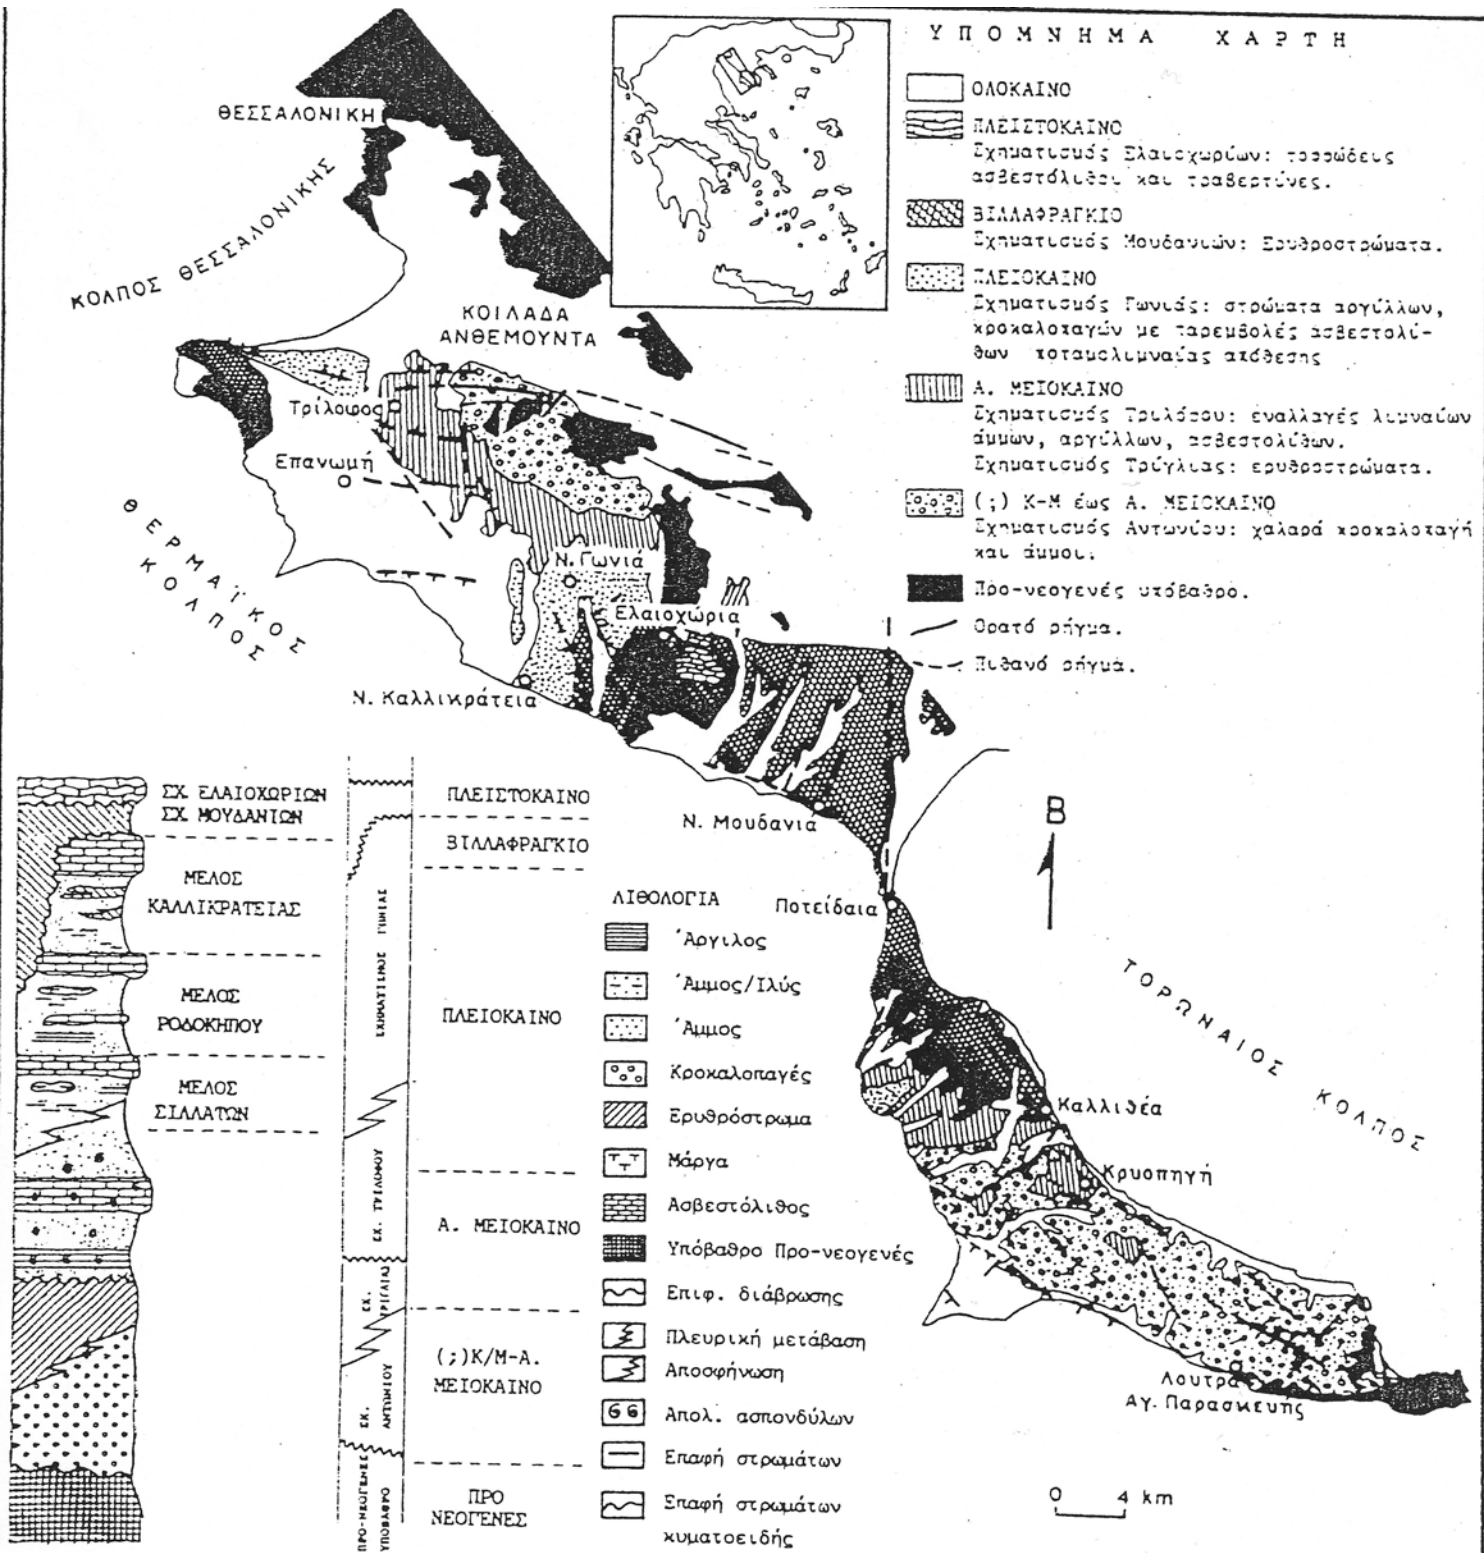 ΥΠΟΜΝΗΜΑ ΧΑΡΤΗ
ΟΛΟΚΑΙΝΟ
ΠΛΕΙΣΤΟΚΑΙΝΟ
Σχηματισμός Ελαιοχωρίων: τοφφώδεις
ασβεστόλιθοι και τραβερτίνες.
ΒΙΛΛΑΦΡΑΓΚΙΟ
Σχηματισμός Μουδανιών: Ερυθροστρώματα.
ΠΛΕΙΟΚΑΙΝΟ
Σχηματισμός Γωνιάς: στρώματα αργίλλων,
κροκαλοπαγών με παρεμβολές ασβεστολί-
θων ποταμολιμναίας απόθεσης
Α. ΜΕΙΟΚΑΙΝΟ
Σχηματισμός Τριλόφου: εναλλαγές λιμναίων
άμμων, αργίλλων, ασβεστολίθων.
Σχηματισμός Τρίγλιας: ερυθροστρώματα.
(;) Κ-Μ έως Α. ΜΕΙΟΚΑΙΝΟ
Σχηματισμός Αντωνίου: χαλαρά κροκαλοπαγή
και άμμοι.
Προ-νεογενές υπόβαθρο.
Ορατό ρήγμα.
Πιθανό ρήγμα.
ΘΕΣΣΑΛΟΝΙΚΗ
ΚΟΛΠΟΣ ΘΕΣΣΑΛΟΝΙΚΗΣ
ΚΟΙΛΑΔΑ
ΑΝΘΕΜΟΥΝΤΑ
Τρίλοφος
Επανωμή
ΘΕΡΜΑΪΚΟΣ
ΚΟΛΠΟΣ
Ν. Γωνιά
Ελαιοχώρια
Ν. Καλλικράτεια
Ν. Μουδανια
Ποτείδαια
Β
ΤΟΡΩΝΑΙΟΣ ΚΟΛΠΟΣ
Καλλιθέα
Κρυοπηγή
Λουτρά
Αγ. Παρασκευής
0 4 km
ΣΧ. ΕΛΑΙΟΧΩΡΙΩΝ
ΣΧ. ΜΟΥΔΑΝΙΩΝ
ΜΕΛΟΣ
ΚΑΛΛΙΚΡΑΤΕΙΑΣ
ΜΕΛΟΣ
ΡΟΔΟΚΗΠΟΥ
ΜΕΛΟΣ
ΣΙΛΛΑΤΩΝ
ΣΧΗΜΑΤΙΣΜΟΣ ΓΩΝΙΑΣ
ΣΧ. ΤΡΙΛΟΦΟΥ
ΣΧ. ΤΡΙΓΛΙΑΣ
ΣΧ. ΑΝΤΩΝΙΟΥ
ΠΡΟ-ΝΕΟΓΕΝΕΣ
ΥΠΟΒΑΘΡΟ
ΠΛΕΙΣΤΟΚΑΙΝΟ
ΒΙΛΛΑΦΡΑΓΚΙΟ
ΠΛΕΙΟΚΑΙΝΟ
Α. ΜΕΙΟΚΑΙΝΟ
(;)Κ/Μ-Α.
ΜΕΙΟΚΑΙΝΟ
ΠΡΟ
ΝΕΟΓΕΝΕΣ
ΛΙΘΟΛΟΓΙΑ
Άργιλος
Άμμος/Ιλύς
Άμμος
Κροκαλοπαγές
Ερυθρόστρωμα
Μάργα
Ασβεστόλιθος
Υπόβαθρο Προ-νεογενές
Επιφ. διάβρωσης
Πλευρική μετάβαση
Αποσφήνωση
Απολ. ασπονδύλων
Επαφή στρωμάτων
Επαφή στρωμάτων
κυματοειδής